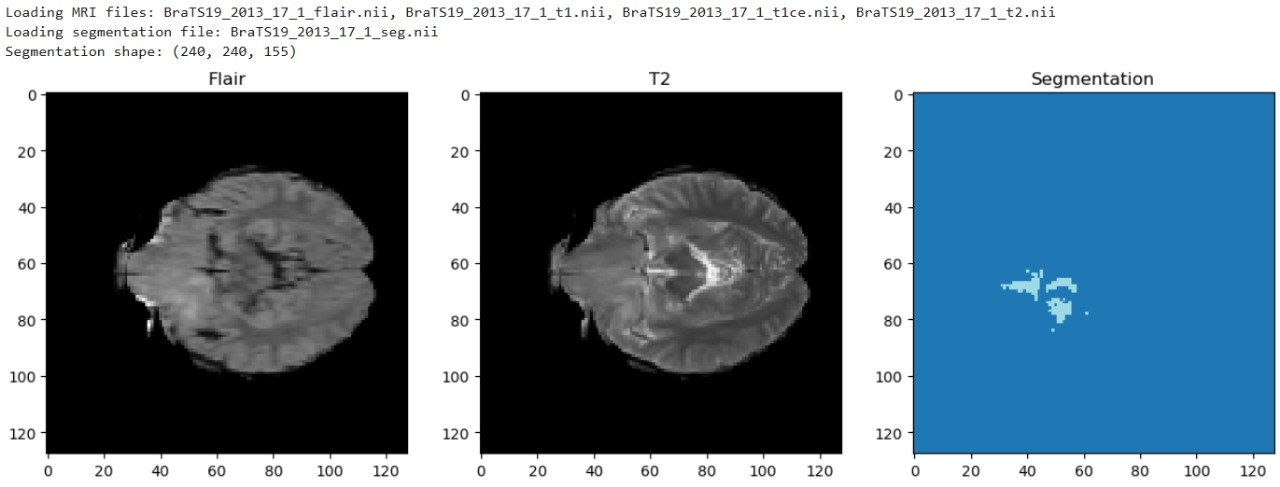 Loading MRI files: BraTS19_2013_17_1_flair.nii, BraTS19_2013_17_1_t1.nii, BraTS19_2013_17_1_t1ce.nii, BraTS19_2013_17_1_t2.nii
Loading segmentation file: BraTS19_2013_17_1_seg.nii
Segmentation shape: (240, 240, 155)
Flair
0
20
40
60
80
100
120
0 20 40 60 80 100 120
T2
0
20
40
60
80
100
120
0 20 40 60 80 100 120
Segmentation
0
20
40
60
80
100
120
0 20 40 60 80 100 120